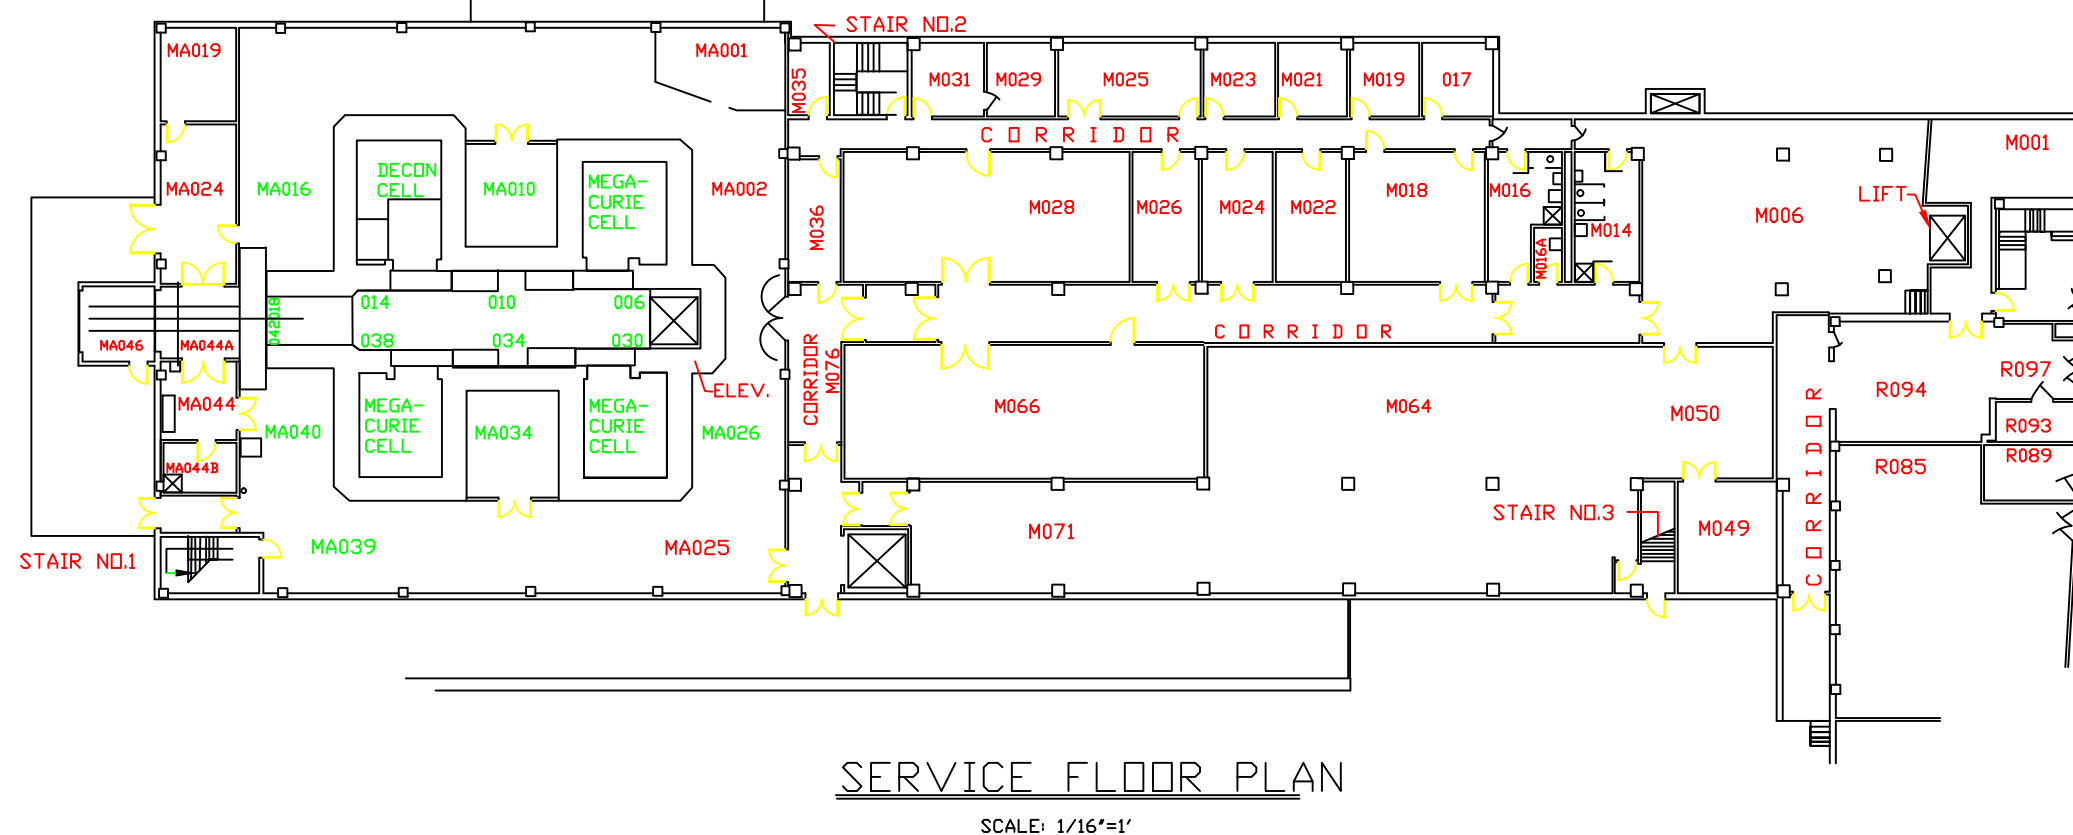 STAIR NO.2
MA019
MA001
M035
M031
M029
M025
M023
M021
M019
017
CORRIDOR
M001
DECON
CELL
MA024
MA016
MA010
MEGA-
CURIE
CELL
MA002
M036
M028
M026
M024
M022
M018
M016
M016A
M014
M006
LIFT
014
010
006
042018
038
034
030
MA046
MA044A
CORRIDOR
M076
CORRIDOR
ELEV.
MA044
MEGA-
CURIE
CELL
MA034
MEGA-
CURIE
CELL
MA040
MA026
M066
M064
M050
R094
R097
R093
R089
R085
CORRIDOR
MA044B
STAIR NO.3
M071
M049
STAIR NO.1
MA039
MA025
SERVICE FLOOR PLAN
SCALE: 1/16"=1'